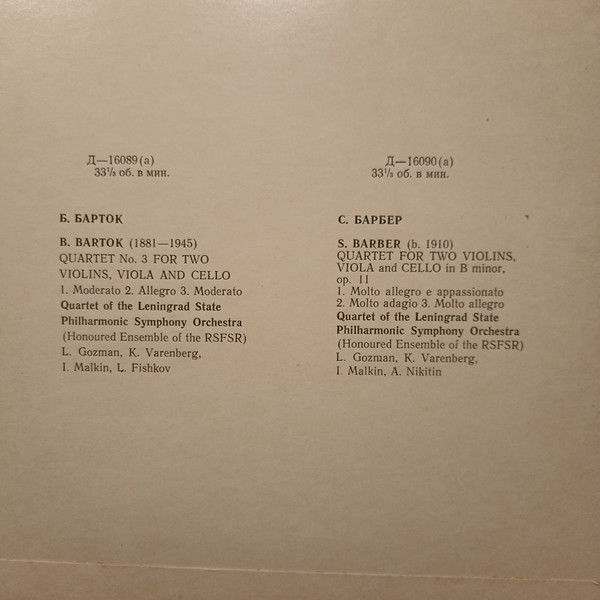 Д—16089(а)
33⅓ об. в мин.
Б. БАРТОК
B. BARTOK (1881—1945)
QUARTET No. 3 FOR TWO
VIOLINS, VIOLA AND CELLO
1. Moderato 2. Allegro 3. Moderato
Quartet of the Leningrad State
Philharmonic Symphony Orchestra
(Honoured Ensemble of the RSFSR)
L. Gozman, K. Varenberg,
I. Malkin, L. Fishkov
Д—16090(а)
33⅓ об. в мин.
С. БАРБЕР
S. BARBER (b. 1910)
QUARTET FOR TWO VIOLINS,
VIOLA and CELLO in B minor,
op. 11
1. Molto allegro e appassionato
2. Molto adagio 3. Molto allegro
Quartet of the Leningrad State
Philharmonic Symphony Orchestra
(Honoured Ensemble of the RSFSR)
L. Gozman, K. Varenberg,
I. Malkin, A. Nikitin